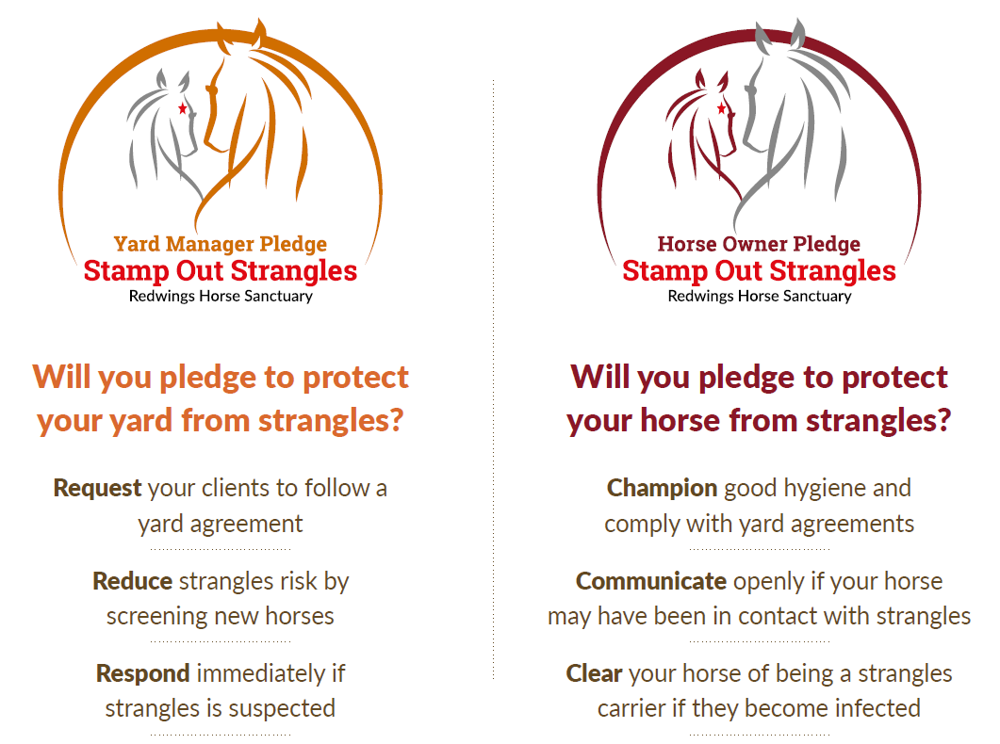 Yard Manager Pledge
Stamp Out Strangles
Redwings Horse Sanctuary
Will you pledge to protect
your yard from strangles?
Request your clients to follow a
yard agreement
Reduce strangles risk by
screening new horses
Respond immediately if
strangles is suspected
Horse Owner Pledge
Stamp Out Strangles
Redwings Horse Sanctuary
Will you pledge to protect
your horse from strangles?
Champion good hygiene and
comply with yard agreements
Communicate openly if your horse
may have been in contact with strangles
Clear your horse of being a strangles
carrier if they become infected